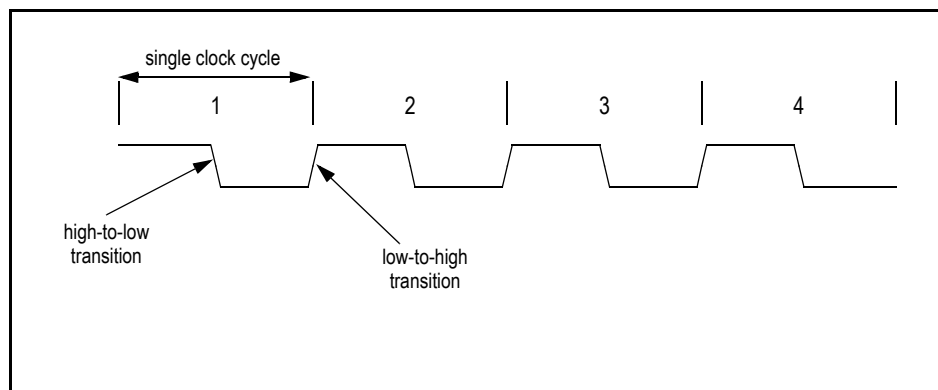 single clock cycle
1 2 3 4
high-to-low
transition
low-to-high
transition